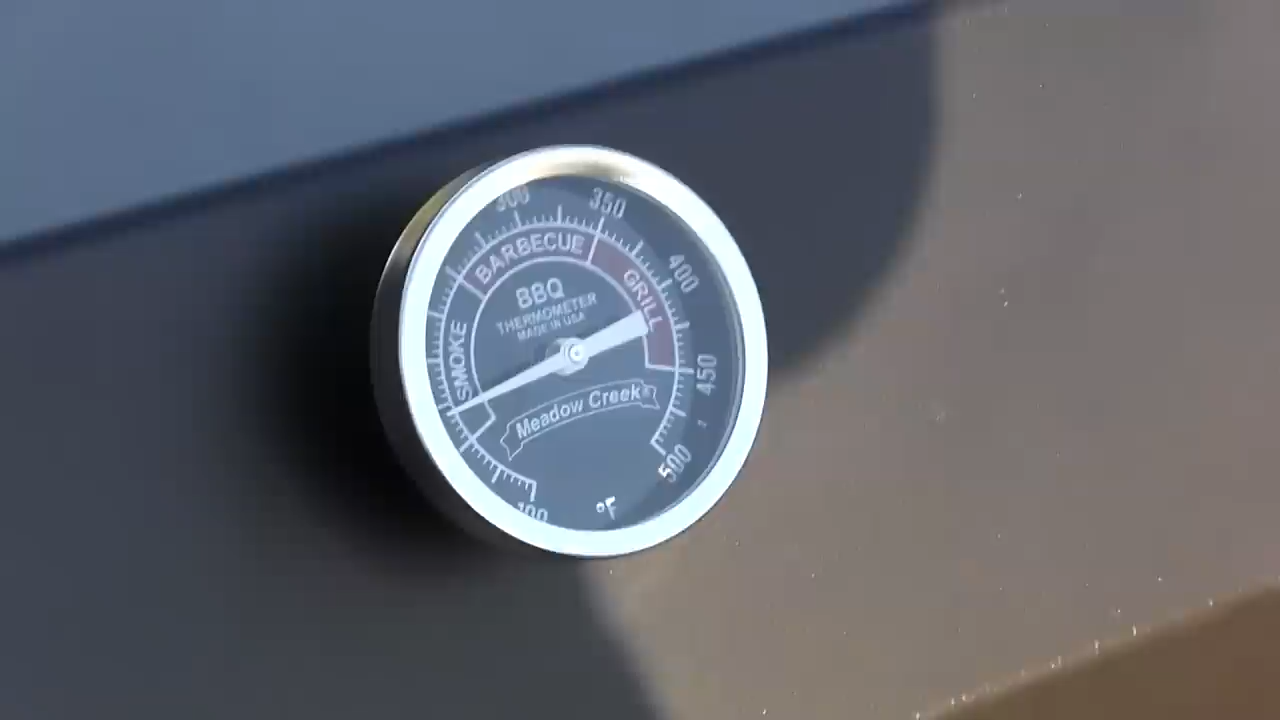 300
350
400
450
500
100
°F
BARBECUE
GRILL
SMOKE
BBQ
THERMOMETER
MADE IN USA
Meadow Creek®